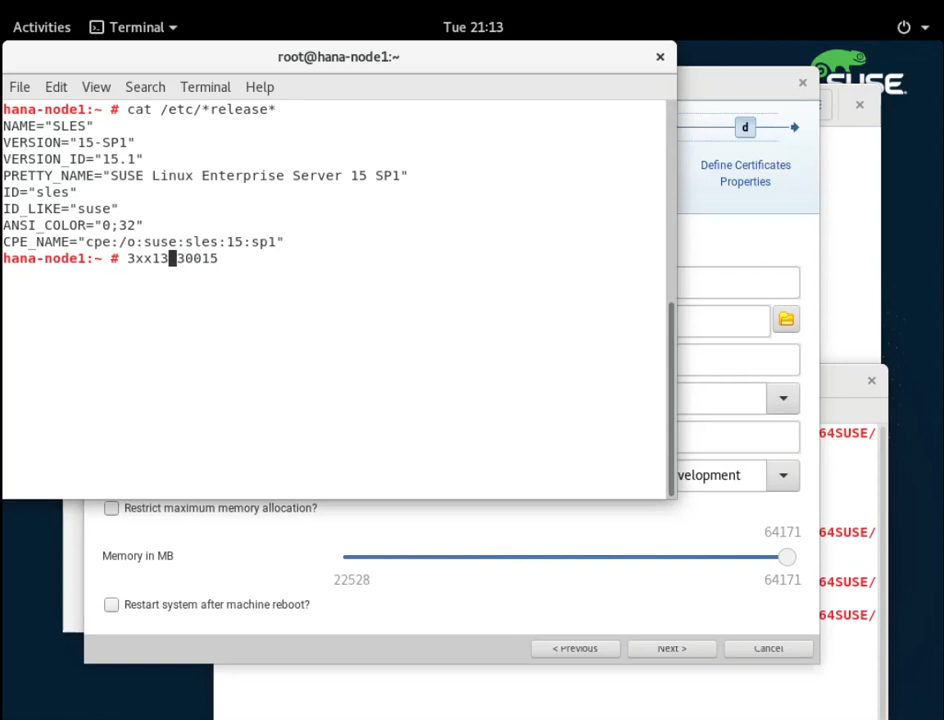 Activities Terminal Tue 21:13
root@hana-node1:~
File Edit View Search Terminal Help
hana-node1:~ # cat /etc/*release*
NAME="SLES"
VERSION="15-SP1"
VERSION_ID="15.1"
PRETTY_NAME="SUSE Linux Enterprise Server 15 SP1"
ID="sles"
ID_LIKE="suse"
ANSI_COLOR="0;32"
CPE_NAME="cpe:/o:suse:sles:15:sp1"
hana-node1:~ # 3xx13 30015
SUSE
d
Define Certificates
Properties
velopment
64SUSE/
64SUSE/
64SUSE/
64SUSE/
Restrict maximum memory allocation?
64171
Memory in MB
22528 64171
Restart system after machine reboot?
< Previous Next > Cancel